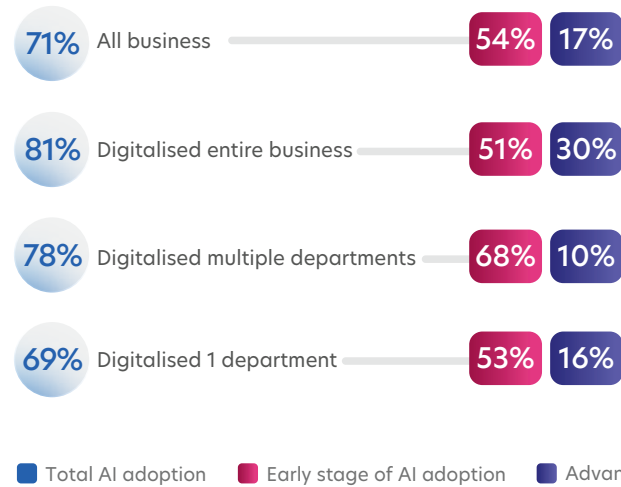 71% All business 54% 17%
81% Digitalised entire business 51% 30%
78% Digitalised multiple departments 68% 10%
69% Digitalised 1 department 53% 16%
Total AI adoption Early stage of AI adoption